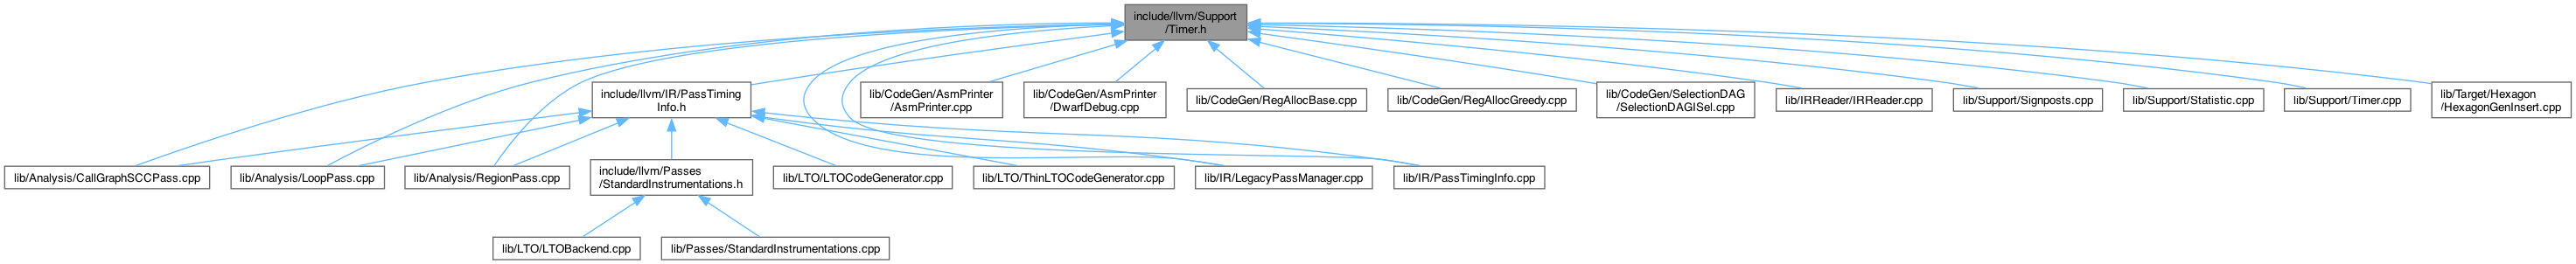 include/llvm/Support
/Timer.h
include/llvm/IR/PassTiming
Info.h
lib/CodeGen/AsmPrinter
/AsmPrinter.cpp
lib/CodeGen/AsmPrinter
/DwarfDebug.cpp
lib/CodeGen/RegAllocBase.cpp
lib/CodeGen/RegAllocGreedy.cpp
lib/CodeGen/SelectionDAG
/SelectionDAGISel.cpp
lib/IRReader/IRReader.cpp
lib/Support/Signposts.cpp
lib/Support/Statistic.cpp
lib/Support/Timer.cpp
lib/Target/Hexagon
/HexagonGenInsert.cpp
lib/Analysis/CallGraphSCCPass.cpp
lib/Analysis/LoopPass.cpp
lib/Analysis/RegionPass.cpp
include/llvm/Passes
/StandardInstrumentations.h
lib/LTO/LTOCodeGenerator.cpp
lib/LTO/ThinLTOCodeGenerator.cpp
lib/IR/LegacyPassManager.cpp
lib/IR/PassTimingInfo.cpp
lib/LTO/LTOBackend.cpp
lib/Passes/StandardInstrumentations.cpp